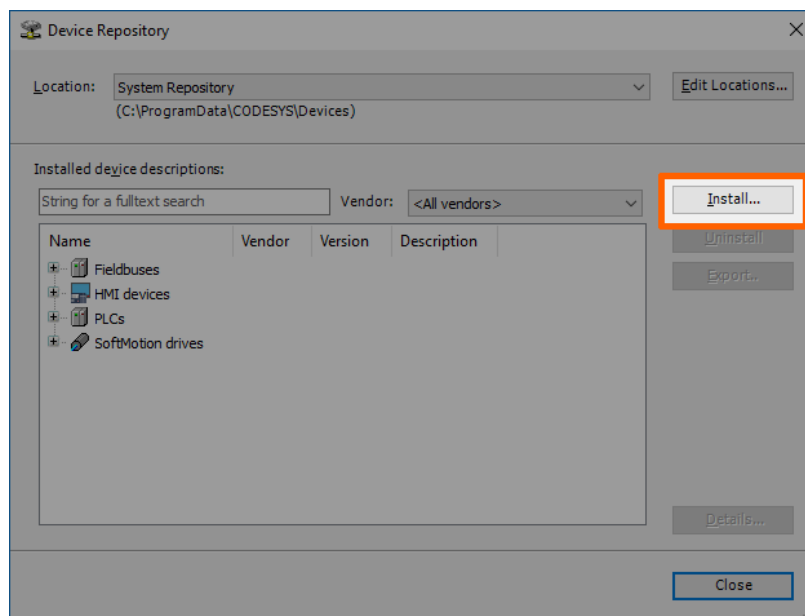 Device Repository
Location: System Repository Edit Locations...
(C:\ProgramData\CODESYS\Devices)
Installed device descriptions:
String for a fulltext search Vendor: <All vendors> Install...
Name Vendor Version Description Uninstall
Fieldbuses Export..
HMI devices
PLCs
SoftMotion drives
Details...
Close